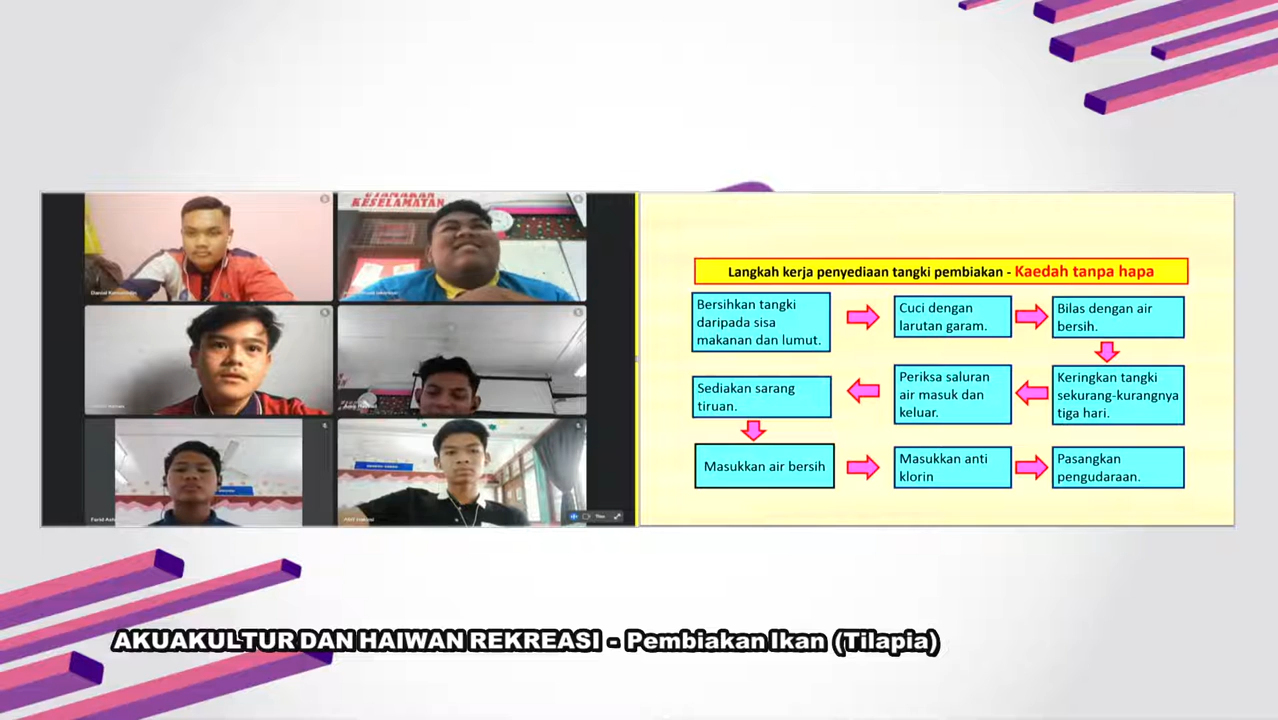 UTAMAKAN
KESELAMATAN
Langkah kerja penyediaan tangki pembiakan - Kaedah tanpa hapa
Bersihkan tangki
daripada sisa
makanan dan lumut.
Cuci dengan
larutan garam.
Bilas dengan air
bersih.
Keringkan tangki
sekurang-kurangnya
tiga hari.
Periksa saluran
air masuk dan
keluar.
Sediakan sarang
tiruan.
Masukkan air bersih
Masukkan anti
klorin
Pasangkan
pengudaraan.
AKUAKULTUR DAN HAIWAN REKREASI - Pembiakan Ikan (Tilapia)